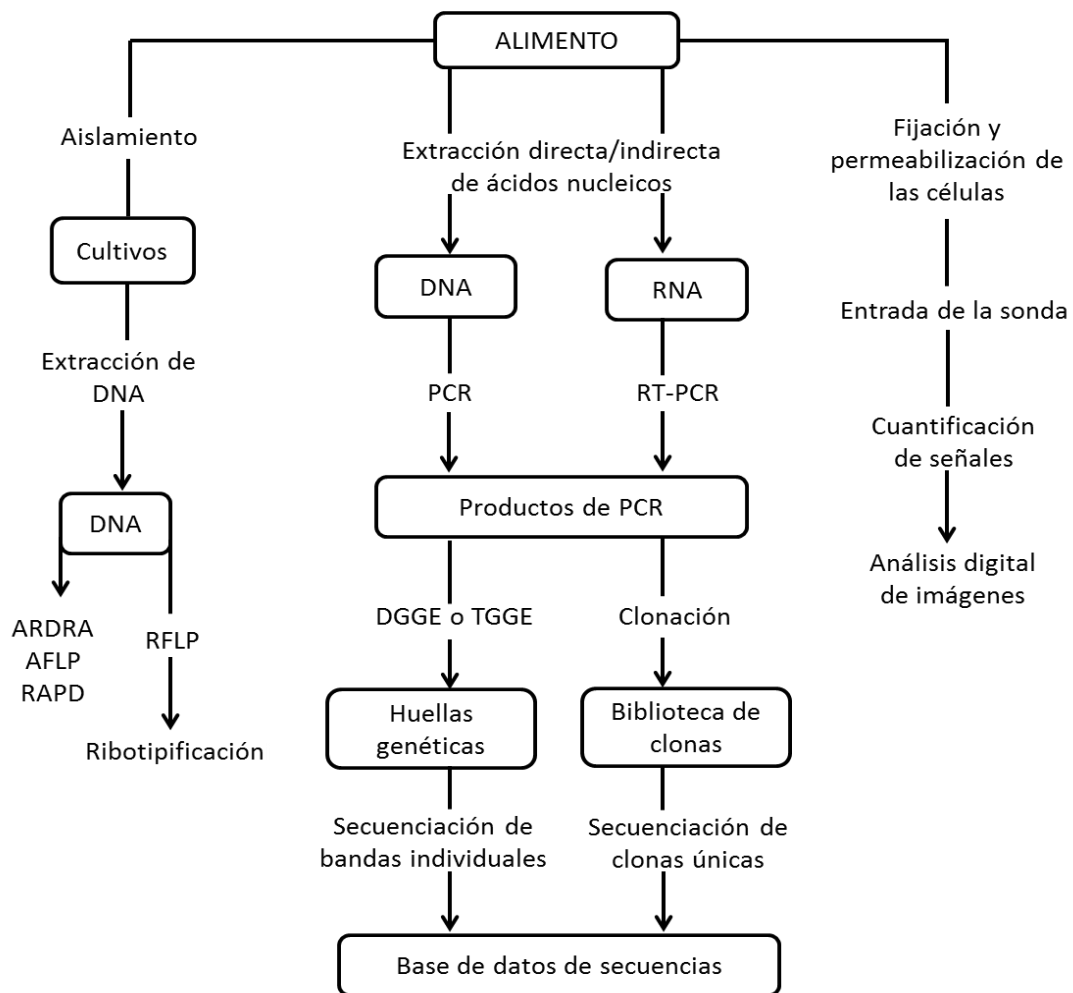 ALIMENTO
Aislamiento
Cultivos
Extracción de
DNA
DNA
ARDRA
AFLP
RAPD
RFLP
Ribotipificación
Extracción directa/indirecta
de ácidos nucleicos
DNA
RNA
PCR
RT-PCR
Productos de PCR
DGGE o TGGE
Clonación
Huellas
genéticas
Biblioteca de
clonas
Secuenciación de
bandas individuales
Secuenciación de
clonas únicas
Base de datos de secuencias
Fijación y
permeabilización de
las células
Entrada de la sonda
Cuantificación
de señales
Análisis digital
de imágenes